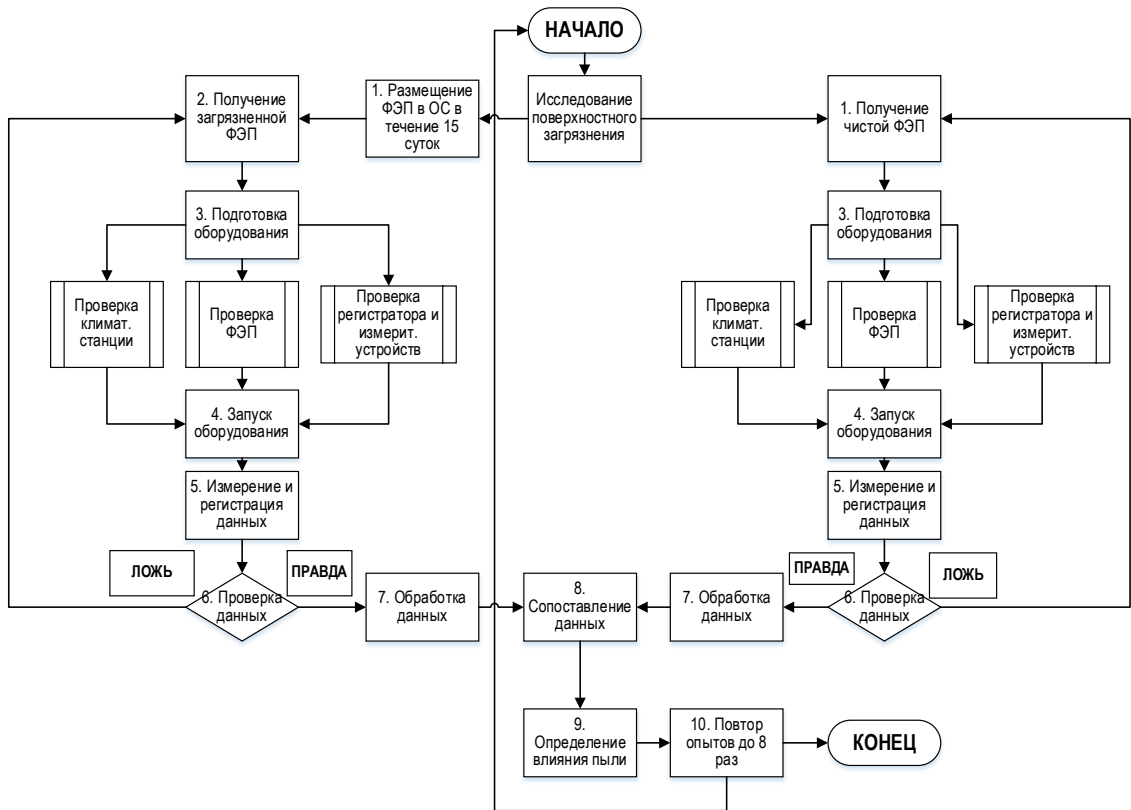 НАЧАЛО
2. Получение
загрязненной
ФЭП
1. Размещение
ФЭП в ОС в
течение 15
суток
Исследование
поверхностного
загрязнения
1. Получение
чистой ФЭП
3. Подготовка
оборудования
3. Подготовка
оборудования
Проверка
климат.
станции
Проверка
ФЭП
Проверка
регистратора и
измерит.
устройств
Проверка
климат.
станции
Проверка
ФЭП
Проверка
регистратора и
измерит.
устройств
4. Запуск
оборудования
4. Запуск
оборудования
5. Измерение и
регистрация
данных
5. Измерение и
регистрация
данных
ЛОЖЬ
ПРАВДА
ПРАВДА
ЛОЖЬ
6. Проверка
данных
7. Обработка
данных
8.
Сопоставление
данных
7. Обработка
данных
6. Проверка
данных
9.
Определение
влияния пыли
10. Повтор
опытов до 8
раз
КОНЕЦ